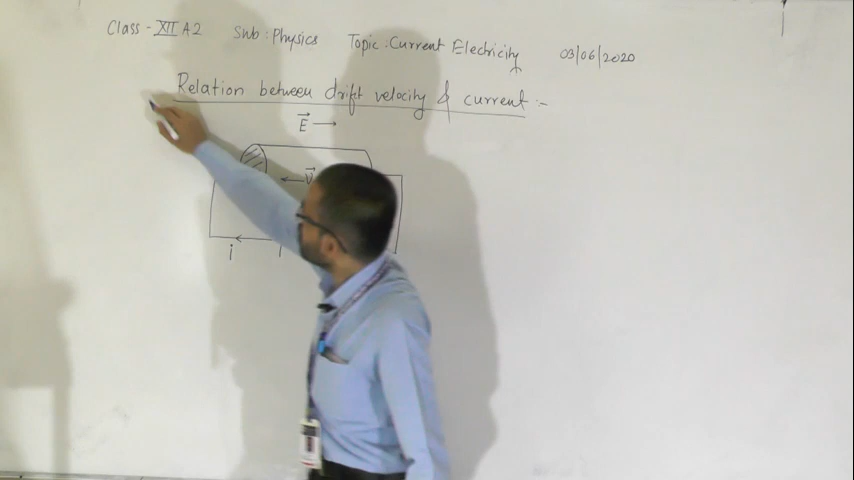 Class - XII A2 Sub : Physics Topic : Current Electricity 03/06/2020
Relation between drift velocity & current :-
E →
← v
i